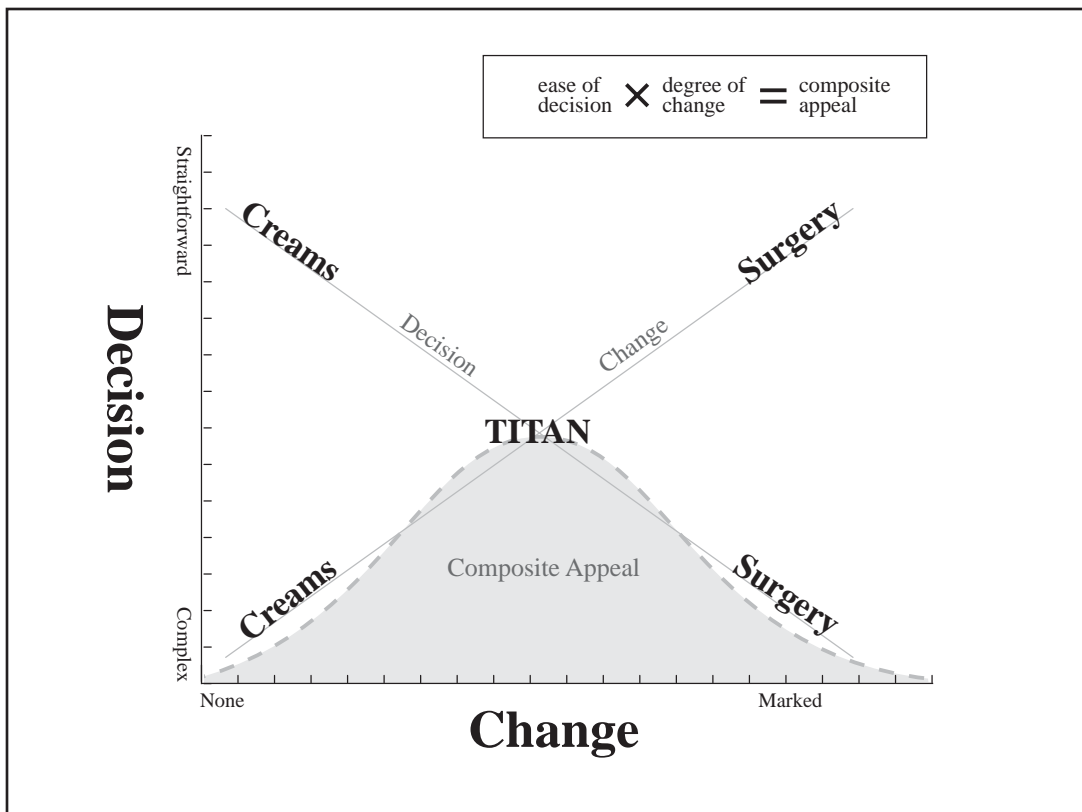 ease of decision × degree of change = composite appeal
Straightforward
Creams
Surgery
Decision
Change
Decision
TITAN
Composite Appeal
Creams
Surgery
Complex
None
Marked
Change